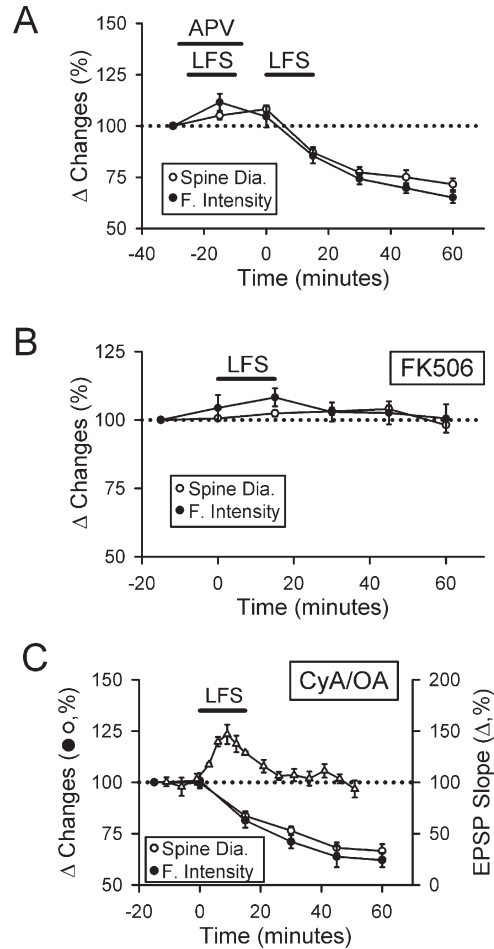 A
APV
LFS LFS
150
125
100
75
50
Δ Changes (%)
Spine Dia.
F. Intensity
-40 -20 0 20 40 60
Time (minutes)
B
FK506
LFS
125
100
75
50
Δ Changes (%)
Spine Dia.
F. Intensity
-20 0 20 40 60
Time (minutes)
C
CyA/OA
LFS
150
125
100
75
50
Δ Changes (●○,%)
200
150
100
50
0
EPSP Slope (Δ,%)
Spine Dia.
F. Intensity
-20 0 20 40 60
Time (minutes)